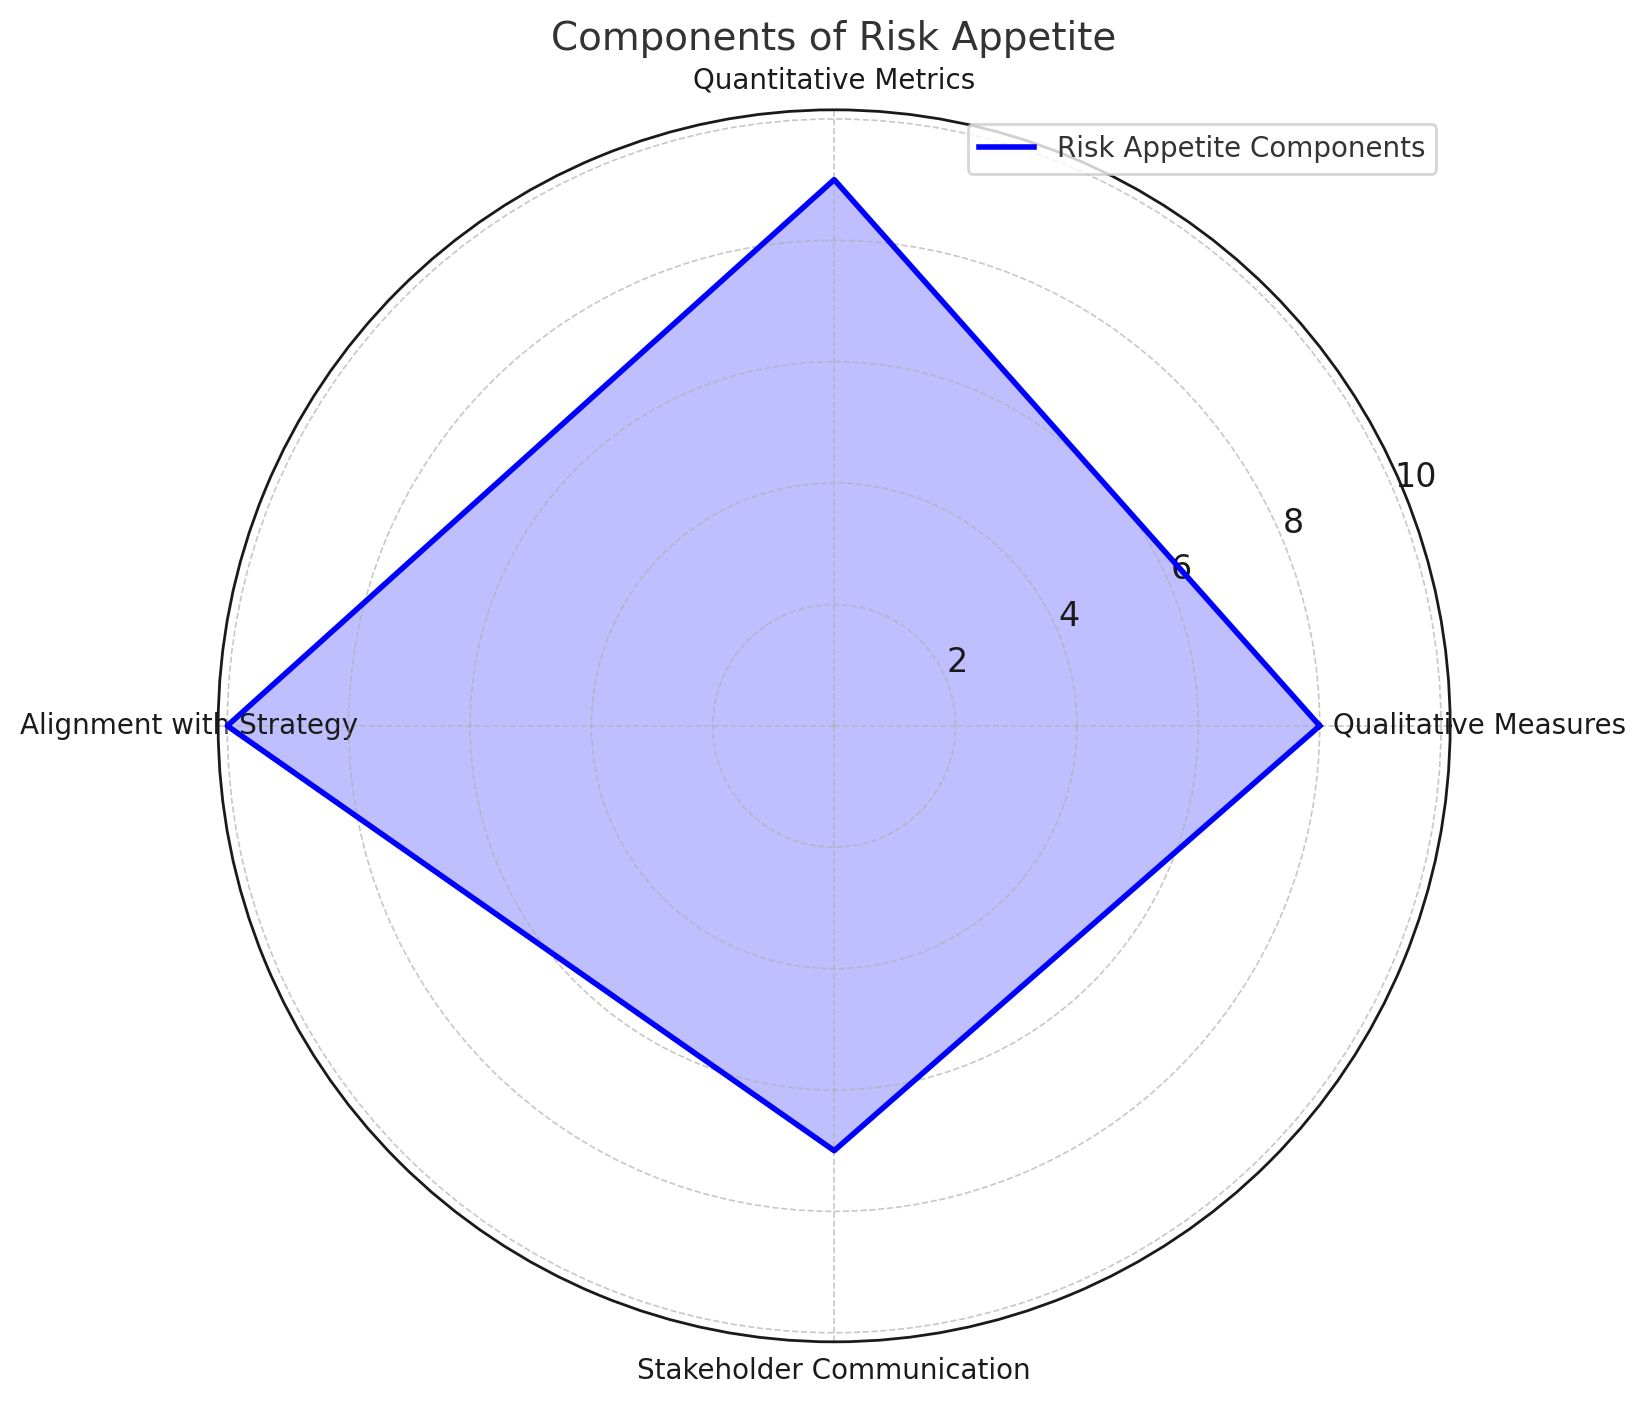 Components of Risk Appetite
Quantitative Metrics
Risk Appetite Components
10
8
6
4
2
Alignment with Strategy
Qualitative Measures
Stakeholder Communication